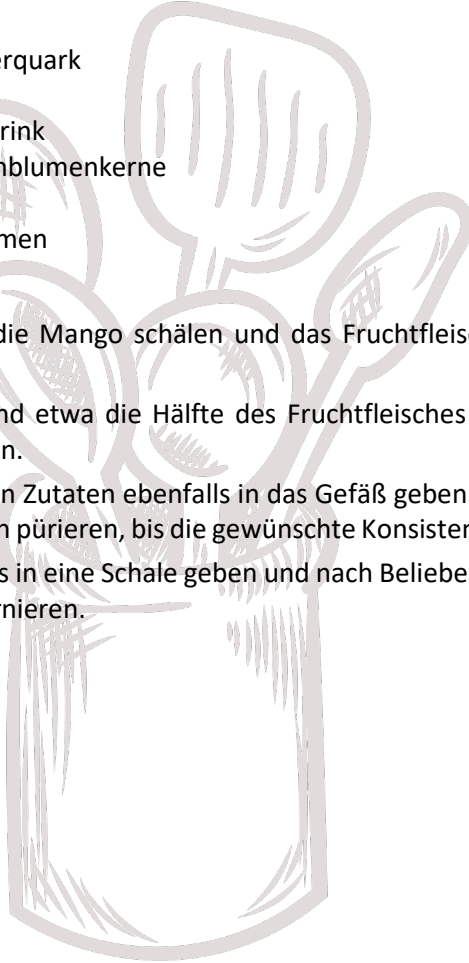 erquark
rink
nblumenkerne
men
die Mango schälen und das Fruchtfleisc
nd etwa die Hälfte des Fruchtfleisches
n.
n Zutaten ebenfalls in das Gefäß geben
n pürieren, bis die gewünschte Konsisten
s in eine Schale geben und nach Beliebe
rnieren.